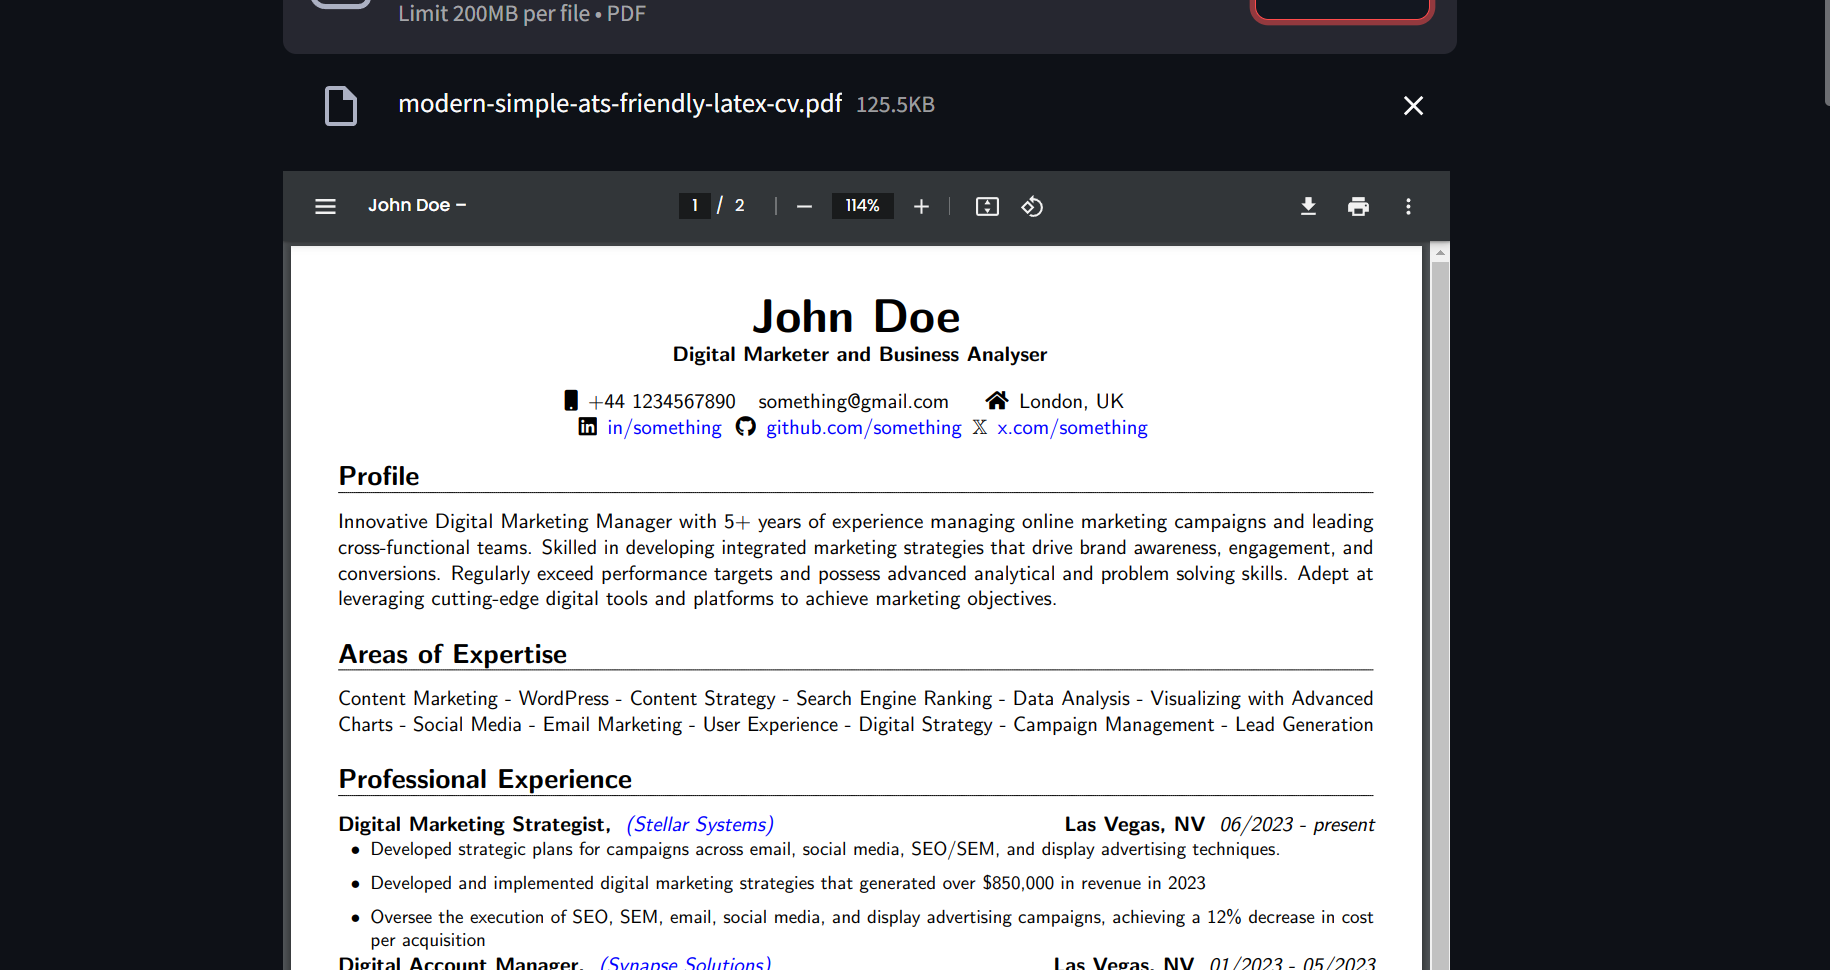 Limit 200MB per file • PDF
modern-simple-ats-friendly-latex-cv.pdf 125.5KB
John Doe –
1 / 2
114%
John Doe
Digital Marketer and Business Analyser
+44 1234567890 something@gmail.com London, UK
in/something github.com/something X x.com/something
Profile
Innovative Digital Marketing Manager with 5+ years of experience managing online marketing campaigns and leading
cross-functional teams. Skilled in developing integrated marketing strategies that drive brand awareness, engagement, and
conversions. Regularly exceed performance targets and possess advanced analytical and problem solving skills. Adept at
leveraging cutting-edge digital tools and platforms to achieve marketing objectives.
Areas of Expertise
Content Marketing - WordPress - Content Strategy - Search Engine Ranking - Data Analysis - Visualizing with Advanced
Charts - Social Media - Email Marketing - User Experience - Digital Strategy - Campaign Management - Lead Generation
Professional Experience
Digital Marketing Strategist, (Stellar Systems) Las Vegas, NV 06/2023 - present
• Developed strategic plans for campaigns across email, social media, SEO/SEM, and display advertising techniques.
• Developed and implemented digital marketing strategies that generated over $850,000 in revenue in 2023
• Oversee the execution of SEO, SEM, email, social media, and display advertising campaigns, achieving a 12% decrease in cost
per acquisition
Digital Account Manager, (Synapse Solutions) Las Vegas, NV 01/2023 - 05/2023